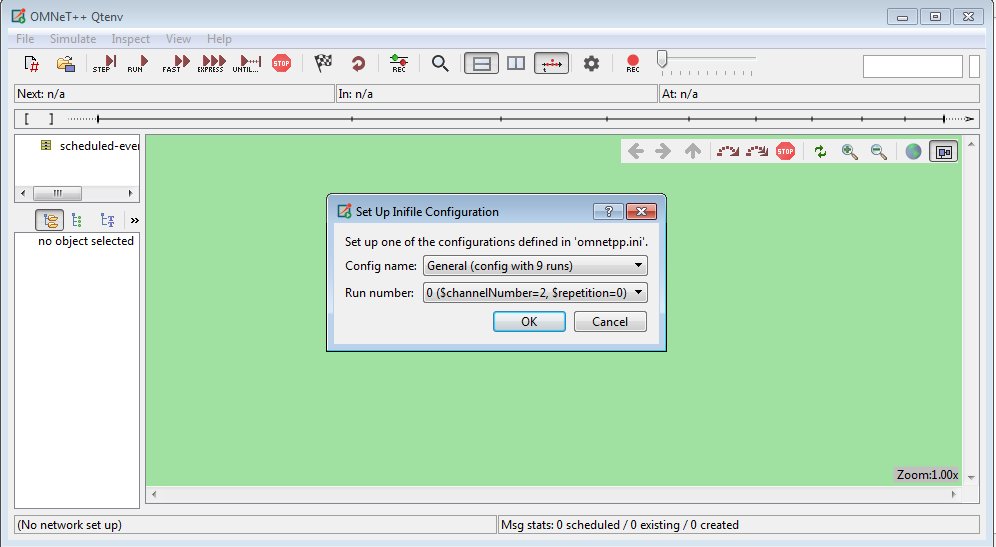 OMNeT++ Qtenv
File Simulate Inspect View Help
STEP RUN FAST EXPRESS UNTIL... STOP REC REC
Next: n/a In: n/a At: n/a
[ ]
scheduled-even
STOP
no object selected
Set Up Inifile Configuration
Set up one of the configurations defined in 'omnetpp.ini'.
Config name: General (config with 9 runs)
Run number: 0 ($channelNumber=2, $repetition=0)
OK Cancel
Zoom:1.00x
(No network set up) Msg stats: 0 scheduled / 0 existing / 0 created